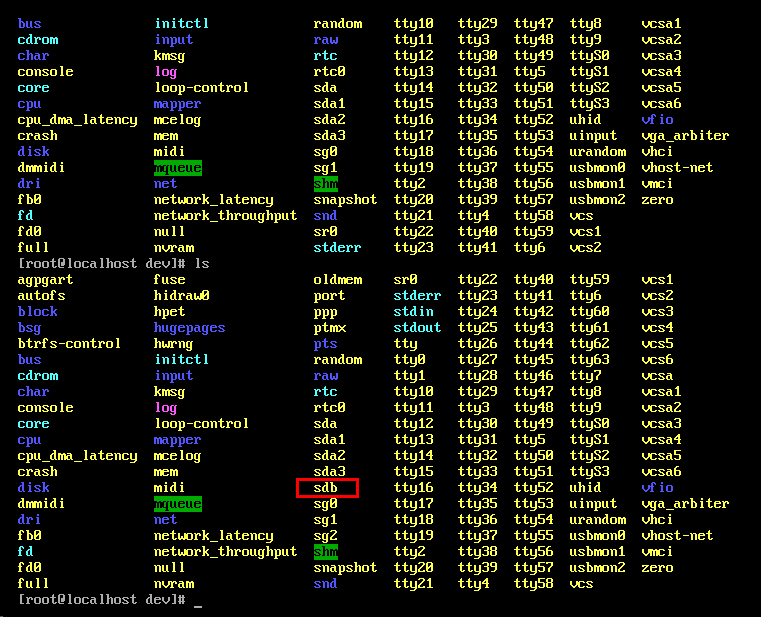 bus initctl random tty10 tty29 tty47 tty8 vcsa1
cdrom input raw tty11 tty3 tty48 tty9 vcsa2
char kmsg rtc tty12 tty30 tty49 ttyS0 vcsa3
console log rtc0 tty13 tty31 tty5 ttyS1 vcsa4
core loop-control sda tty14 tty32 tty50 ttyS2 vcsa5
cpu mapper sda1 tty15 tty33 tty51 ttyS3 vcsa6
cpu_dma_latency mcelog sda2 tty16 tty34 tty52 uhid vfio
crash mem sda3 tty17 tty35 tty53 uinput vga_arbiter
disk midi sg0 tty18 tty36 tty54 urandom vhci
dmmidi mqueue sg1 tty19 tty37 tty55 usbmon0 vhost-net
dri net shm tty2 tty38 tty56 usbmon1 vmci
fb0 network_latency snapshot tty20 tty39 tty57 usbmon2 zero
fd network_throughput snd tty21 tty4 tty58 vcs
fd0 null sr0 tty22 tty40 tty59 vcs1
full nvram stderr tty23 tty41 tty6 vcs2
[root@localhost dev]# ls
agpgart fuse oldmem sr0 tty22 tty40 tty59 vcs1
autofs hidraw0 port stderr tty23 tty41 tty6 vcs2
block hpet ppp stdin tty24 tty42 tty60 vcs3
bsg hugepages ptmx stdout tty25 tty43 tty61 vcs4
btrfs-control hwrng pts tty tty26 tty44 tty62 vcs5
bus initctl random tty0 tty27 tty45 tty63 vcs6
cdrom input raw tty1 tty28 tty46 tty7 vcsa
char kmsg rtc tty10 tty29 tty47 tty8 vcsa1
console log rtc0 tty11 tty3 tty48 tty9 vcsa2
core loop-control sda tty12 tty30 tty49 ttyS0 vcsa3
cpu mapper sda1 tty13 tty31 tty5 ttyS1 vcsa4
cpu_dma_latency mcelog sda2 tty14 tty32 tty50 ttyS2 vcsa5
crash mem sda3 tty15 tty33 tty51 ttyS3 vcsa6
disk midi sdb tty16 tty34 tty52 uhid vfio
dmmidi mqueue sg0 tty17 tty35 tty53 uinput vga_arbiter
dri net sg1 tty18 tty36 tty54 urandom vhci
fb0 network_latency sg2 tty19 tty37 tty55 usbmon0 vhost-net
fd network_throughput shm tty2 tty38 tty56 usbmon1 vmci
fd0 null snapshot tty20 tty39 tty57 usbmon2 zero
full nvram snd tty21 tty4 tty58 vcs
[root@localhost dev]# _